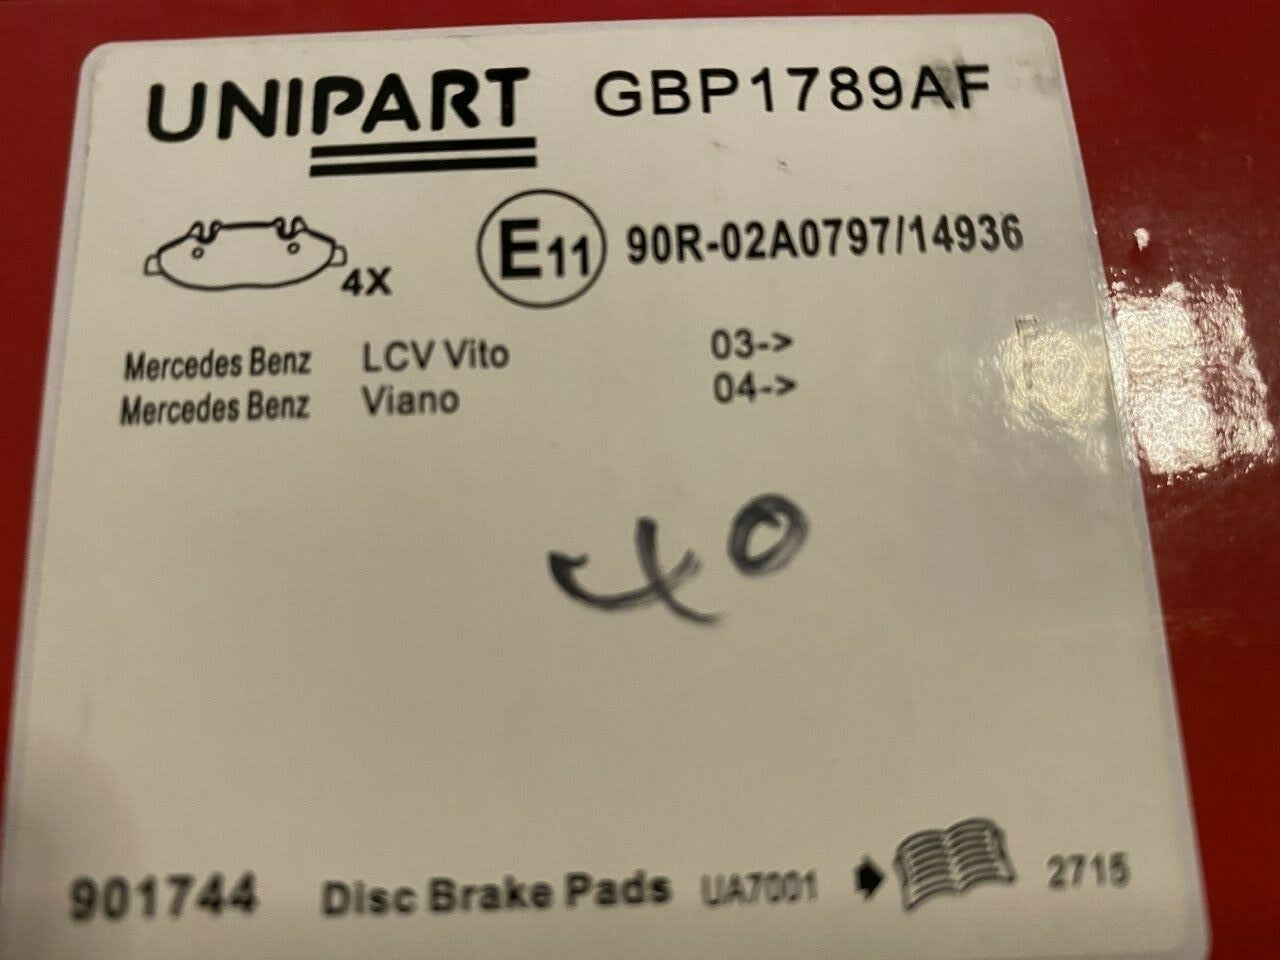 UNIPART GBP1789AF
4X E11 90R-02A0797/14936
Mercedes Benz LCV Vito 03->
Mercedes Benz Viano 04->
40
901744 Disc Brake Pads UA7001 2715